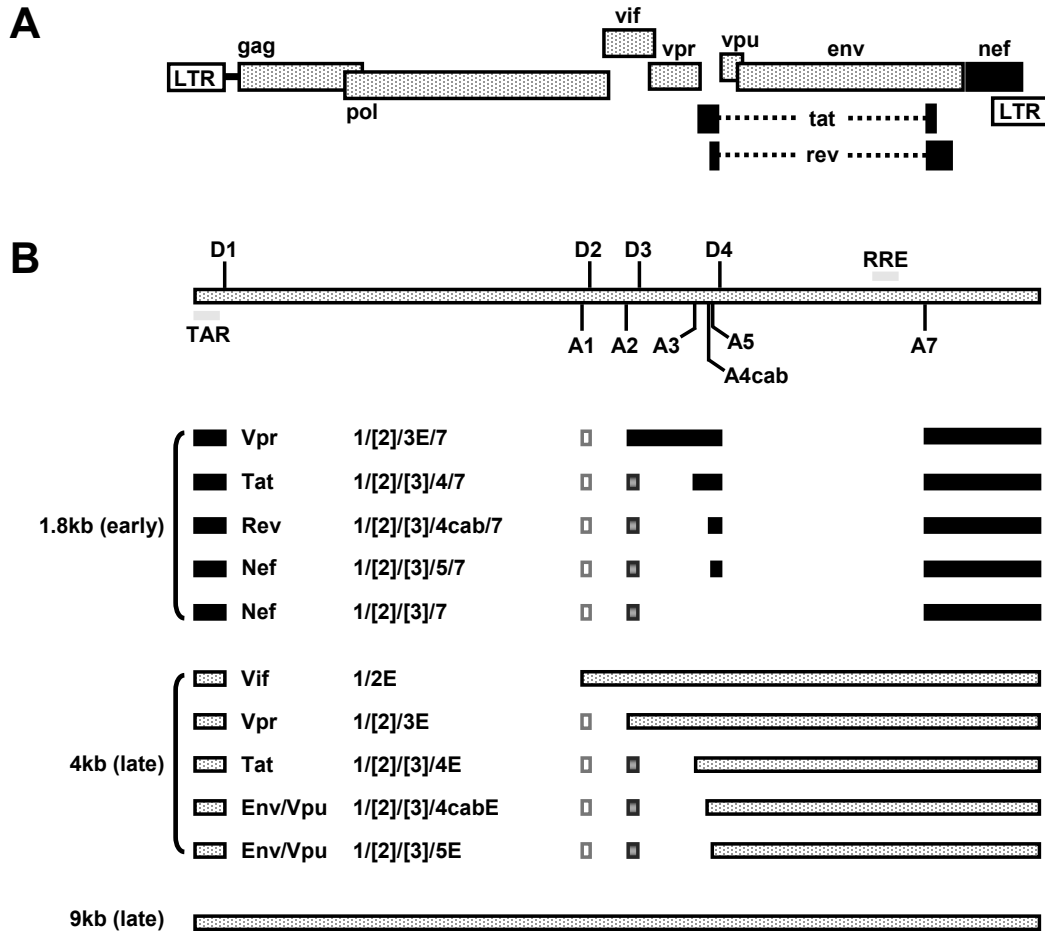 A
vif
gag
vpr
vpu
env
nef
LTR
pol
LTR
tat
rev
B
D1
D2
D3
D4
RRE
TAR
A1
A2
A3
A5
A7
A4cab
1.8kb (early)
Vpr 1/[2]/3E/7
Tat 1/[2]/[3]/4/7
Rev 1/[2]/[3]/4cab/7
Nef 1/[2]/[3]/5/7
Nef 1/[2]/[3]/7
4kb (late)
Vif 1/2E
Vpr 1/[2]/3E
Tat 1/[2]/[3]/4E
Env/Vpu 1/[2]/[3]/4cabE
Env/Vpu 1/[2]/[3]/5E
9kb (late)